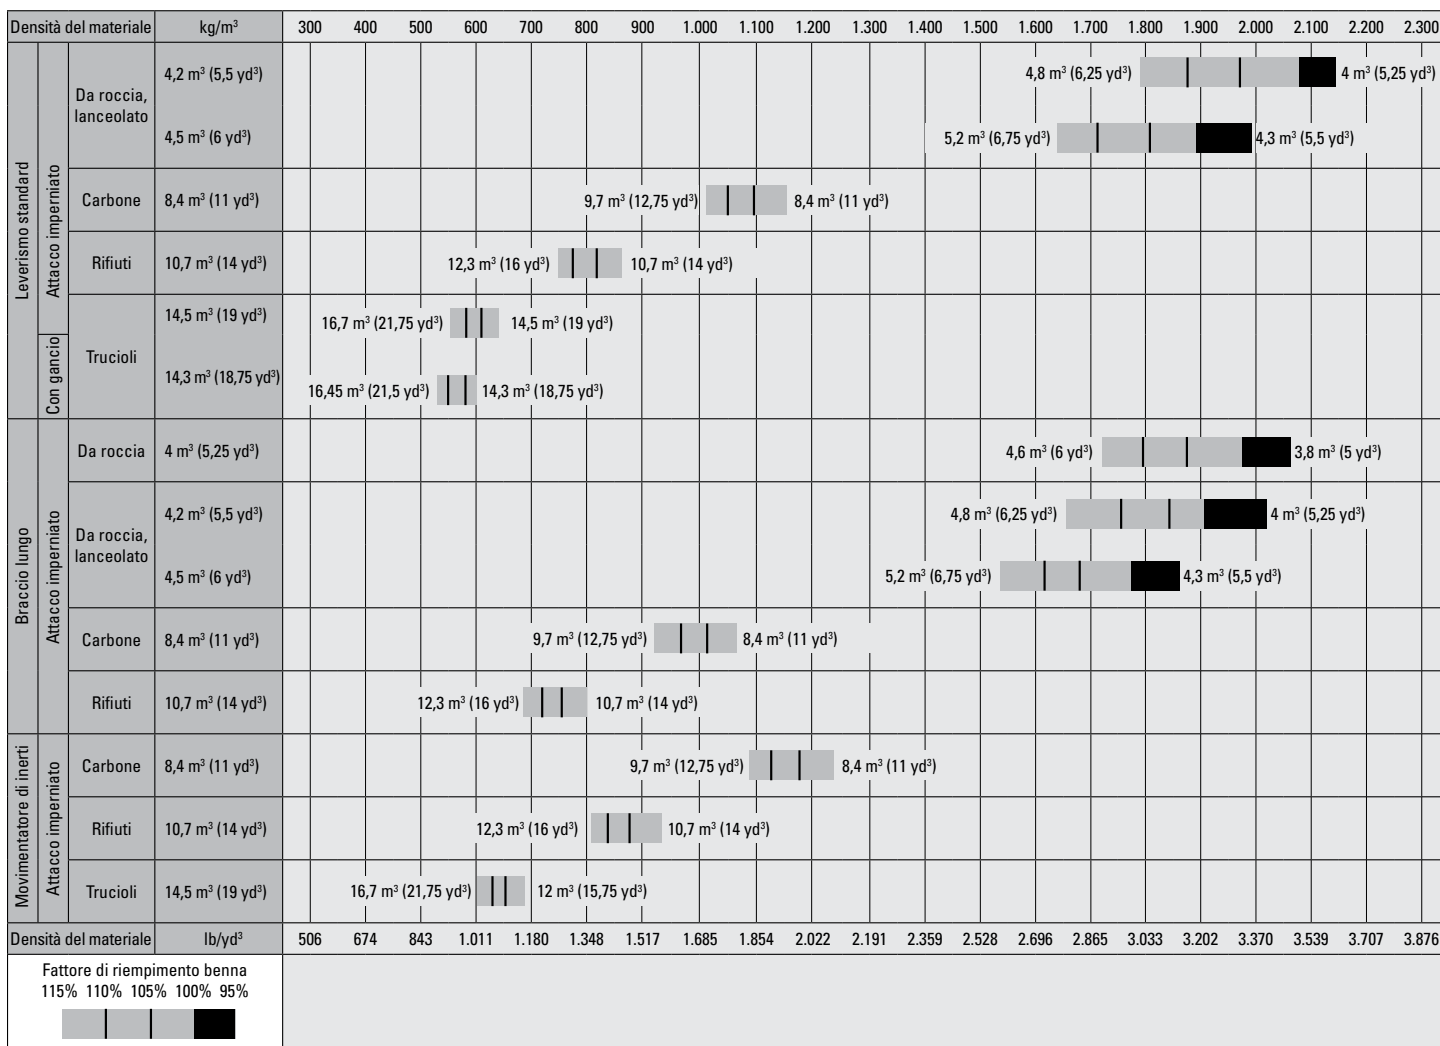 Densità del materiale kg/m³ 300 400 500 600 700 800 900 1.000 1.100 1.200 1.300 1.400 1.500 1.600 1.700 1.800 1.900 2.000 2.100 2.200 2.300
Leverismo standard
Attacco imperniato
Da roccia,
lanceolato
4,2 m³ (5,5 yd³) 4,8 m³ (6,25 yd³) 4 m³ (5,25 yd³)
4,5 m³ (6 yd³) 5,2 m³ (6,75 yd³) 4,3 m³ (5,5 yd³)
Carbone 8,4 m³ (11 yd³) 9,7 m³ (12,75 yd³) 8,4 m³ (11 yd³)
Rifiuti 10,7 m³ (14 yd³) 12,3 m³ (16 yd³) 10,7 m³ (14 yd³)
Trucioli
14,5 m³ (19 yd³) 16,7 m³ (21,75 yd³) 14,5 m³ (19 yd³)
Con gancio
14,3 m³ (18,75 yd³) 16,45 m³ (21,5 yd³) 14,3 m³ (18,75 yd³)
Braccio lungo
Attacco imperniato
Da roccia 4 m³ (5,25 yd³) 4,6 m³ (6 yd³) 3,8 m³ (5 yd³)
Da roccia,
lanceolato
4,2 m³ (5,5 yd³) 4,8 m³ (6,25 yd³) 4 m³ (5,25 yd³)
4,5 m³ (6 yd³) 5,2 m³ (6,75 yd³) 4,3 m³ (5,5 yd³)
Carbone 8,4 m³ (11 yd³) 9,7 m³ (12,75 yd³) 8,4 m³ (11 yd³)
Rifiuti 10,7 m³ (14 yd³) 12,3 m³ (16 yd³) 10,7 m³ (14 yd³)
Movimentatore di inerti
Attacco imperniato
Carbone 8,4 m³ (11 yd³) 9,7 m³ (12,75 yd³) 8,4 m³ (11 yd³)
Rifiuti 10,7 m³ (14 yd³) 12,3 m³ (16 yd³) 10,7 m³ (14 yd³)
Trucioli 14,5 m³ (19 yd³) 16,7 m³ (21,75 yd³) 12 m³ (15,75 yd³)
Densità del materiale lb/yd³ 506 674 843 1.011 1.180 1.348 1.517 1.685 1.854 2.022 2.191 2.359 2.528 2.696 2.865 3.033 3.202 3.370 3.539 3.707 3.876
Fattore di riempimento benna
115% 110% 105% 100% 95%